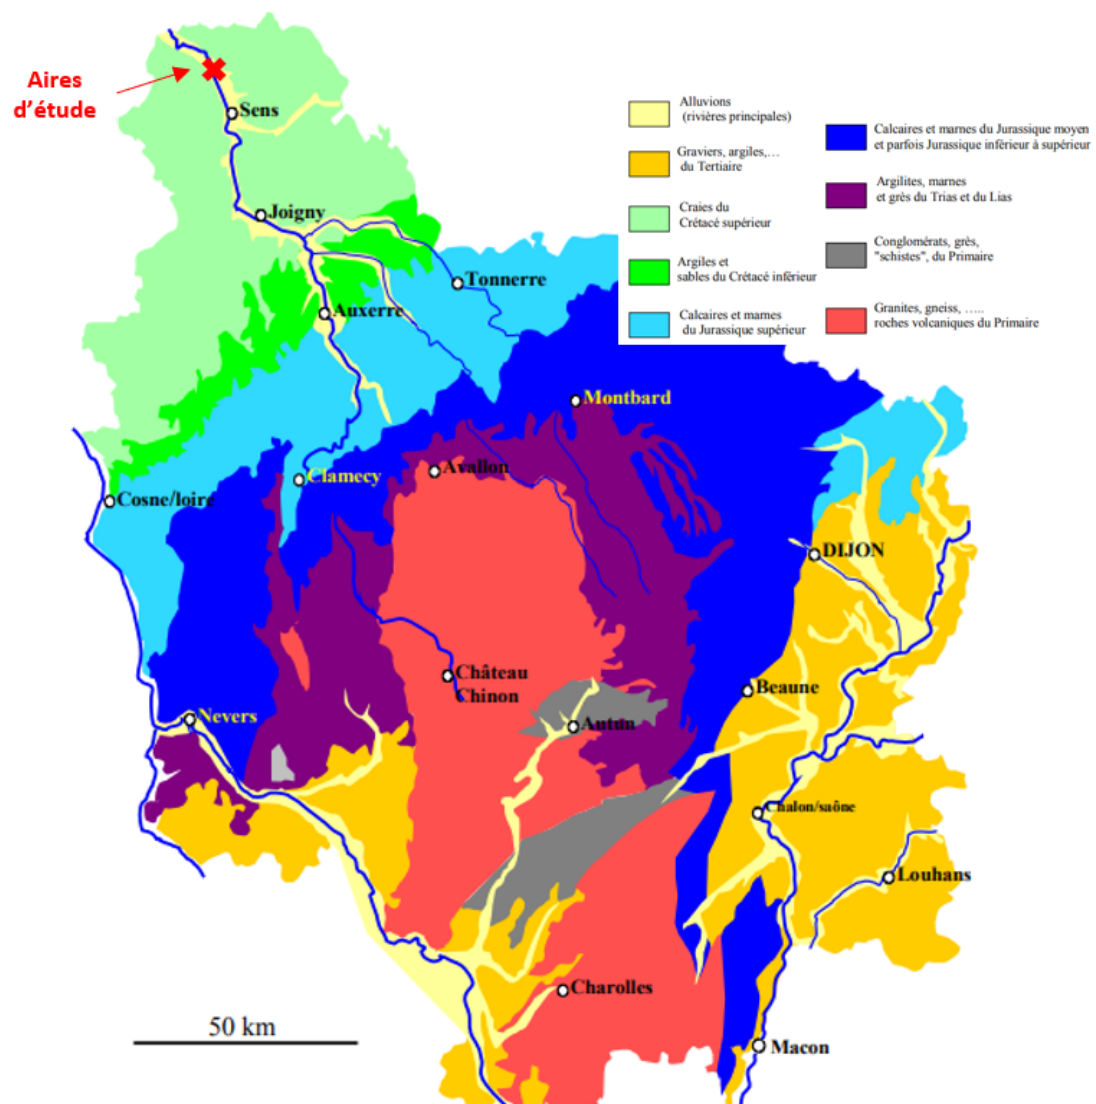 Aires
d'étude
Sens
Joigny
Tonnerre
Auxerre
Montbard
Avallon
Clamecy
Cosne/loire
DIJON
Château
Chinon
Beaune
Nevers
Autun
Chalon/saône
Louhans
Charolles
Macon
50 km
Alluvions
(rivières principales)
Graviers, argiles,…
du Tertiaire
Craies du
Crétacé supérieur
Argiles et
sables du Crétacé inférieur
Calcaires et marnes
du Jurassique supérieur
Calcaires et marnes du Jurassique moyen
et parfois Jurassique inférieur à supérieur
Argilites, marnes
et grès du Trias et du Lias
Conglomérats, grès,
"schistes", du Primaire
Granites, gneiss, …..
roches volcaniques du Primaire